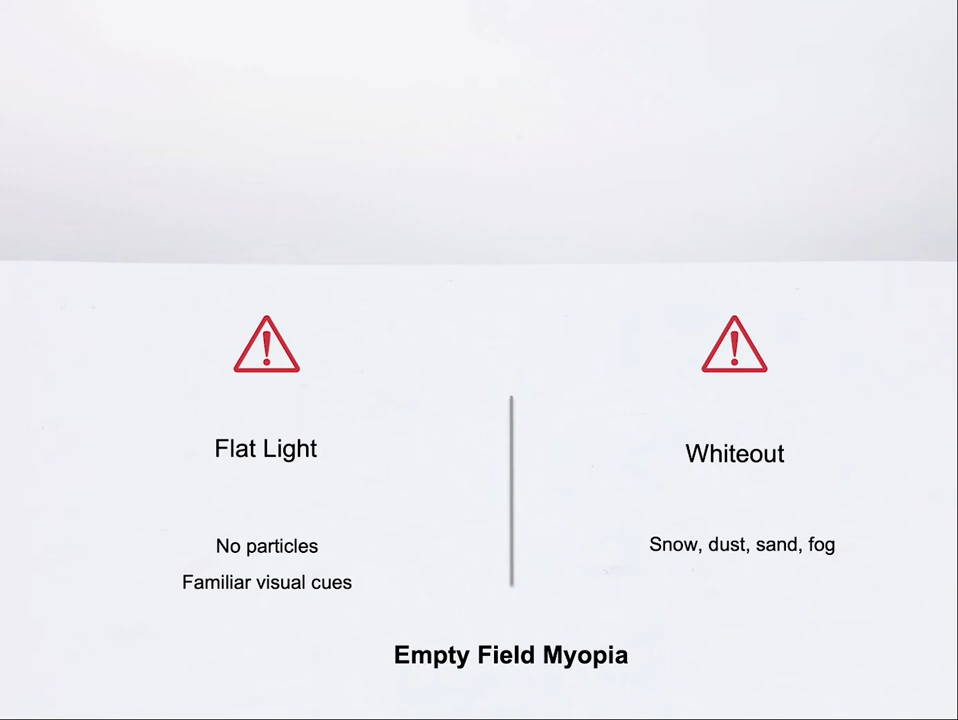 Flat Light
Whiteout
No particles
Familiar visual cues
Snow, dust, sand, fog
Empty Field Myopia